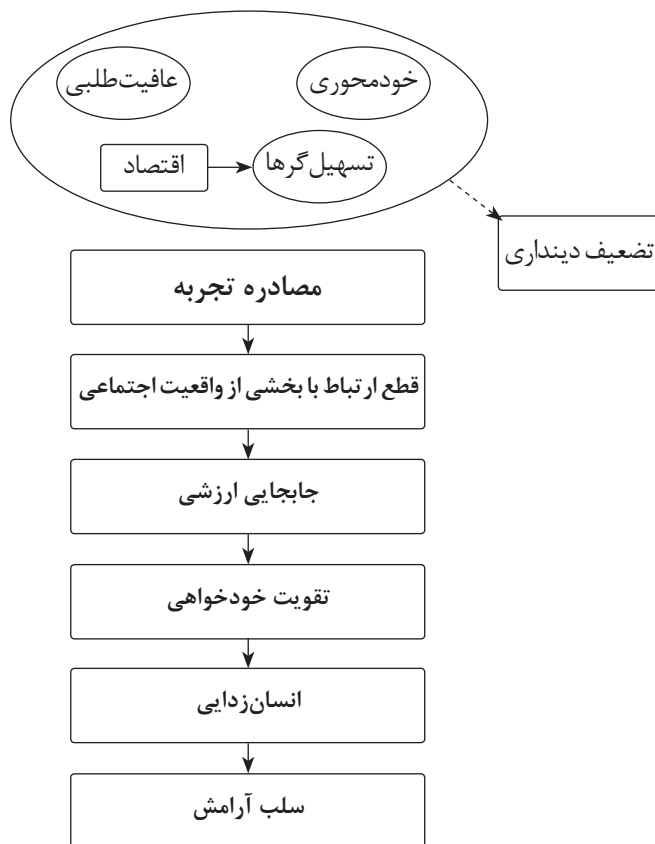 خودمحوری
عافیت‌طلبی
تسهیل‌گرها
اقتصاد
تضعیف دینداری
مصادره تجربه
قطع ارتباط با بخشی از واقعیت اجتماعی
جابجایی ارزشی
تقویت خودخواهی
انسان‌زدایی
سلب آرامش